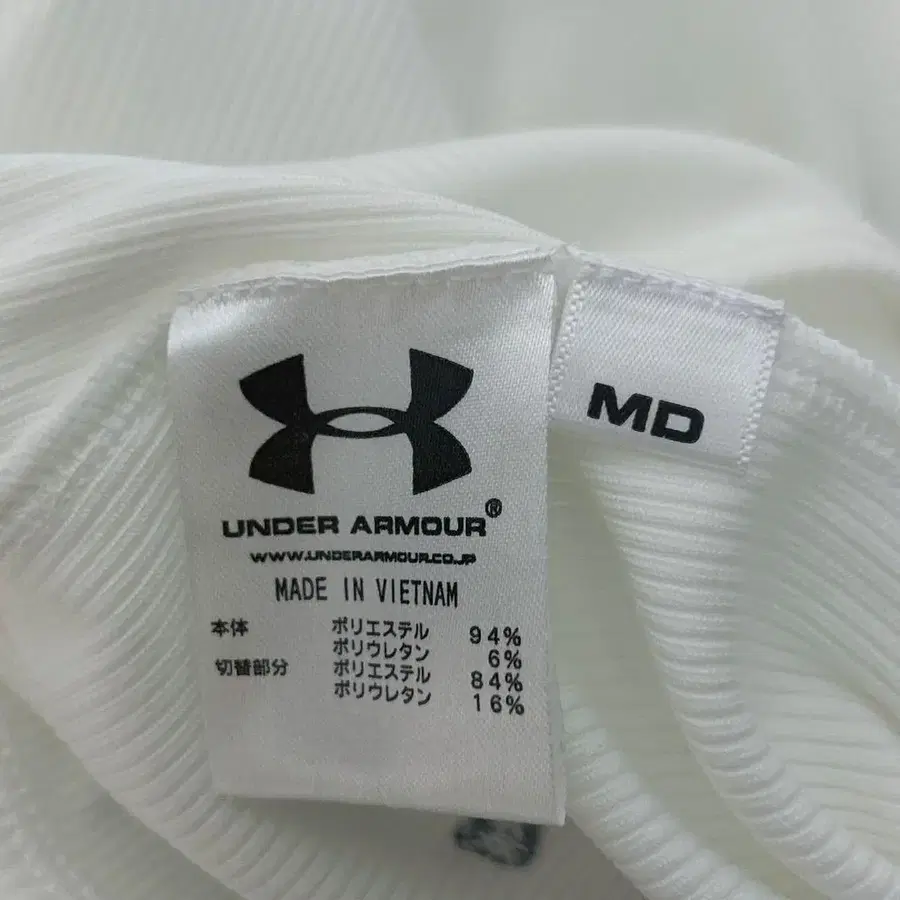 UNDER ARMOUR®
WWW.UNDERARMOUR.CO.JP
MADE IN VIETNAM
本体 ポリエステル 94%
ポリウレタン 6%
切替部分 ポリエステル 84%
ポリウレタン 16%
MD